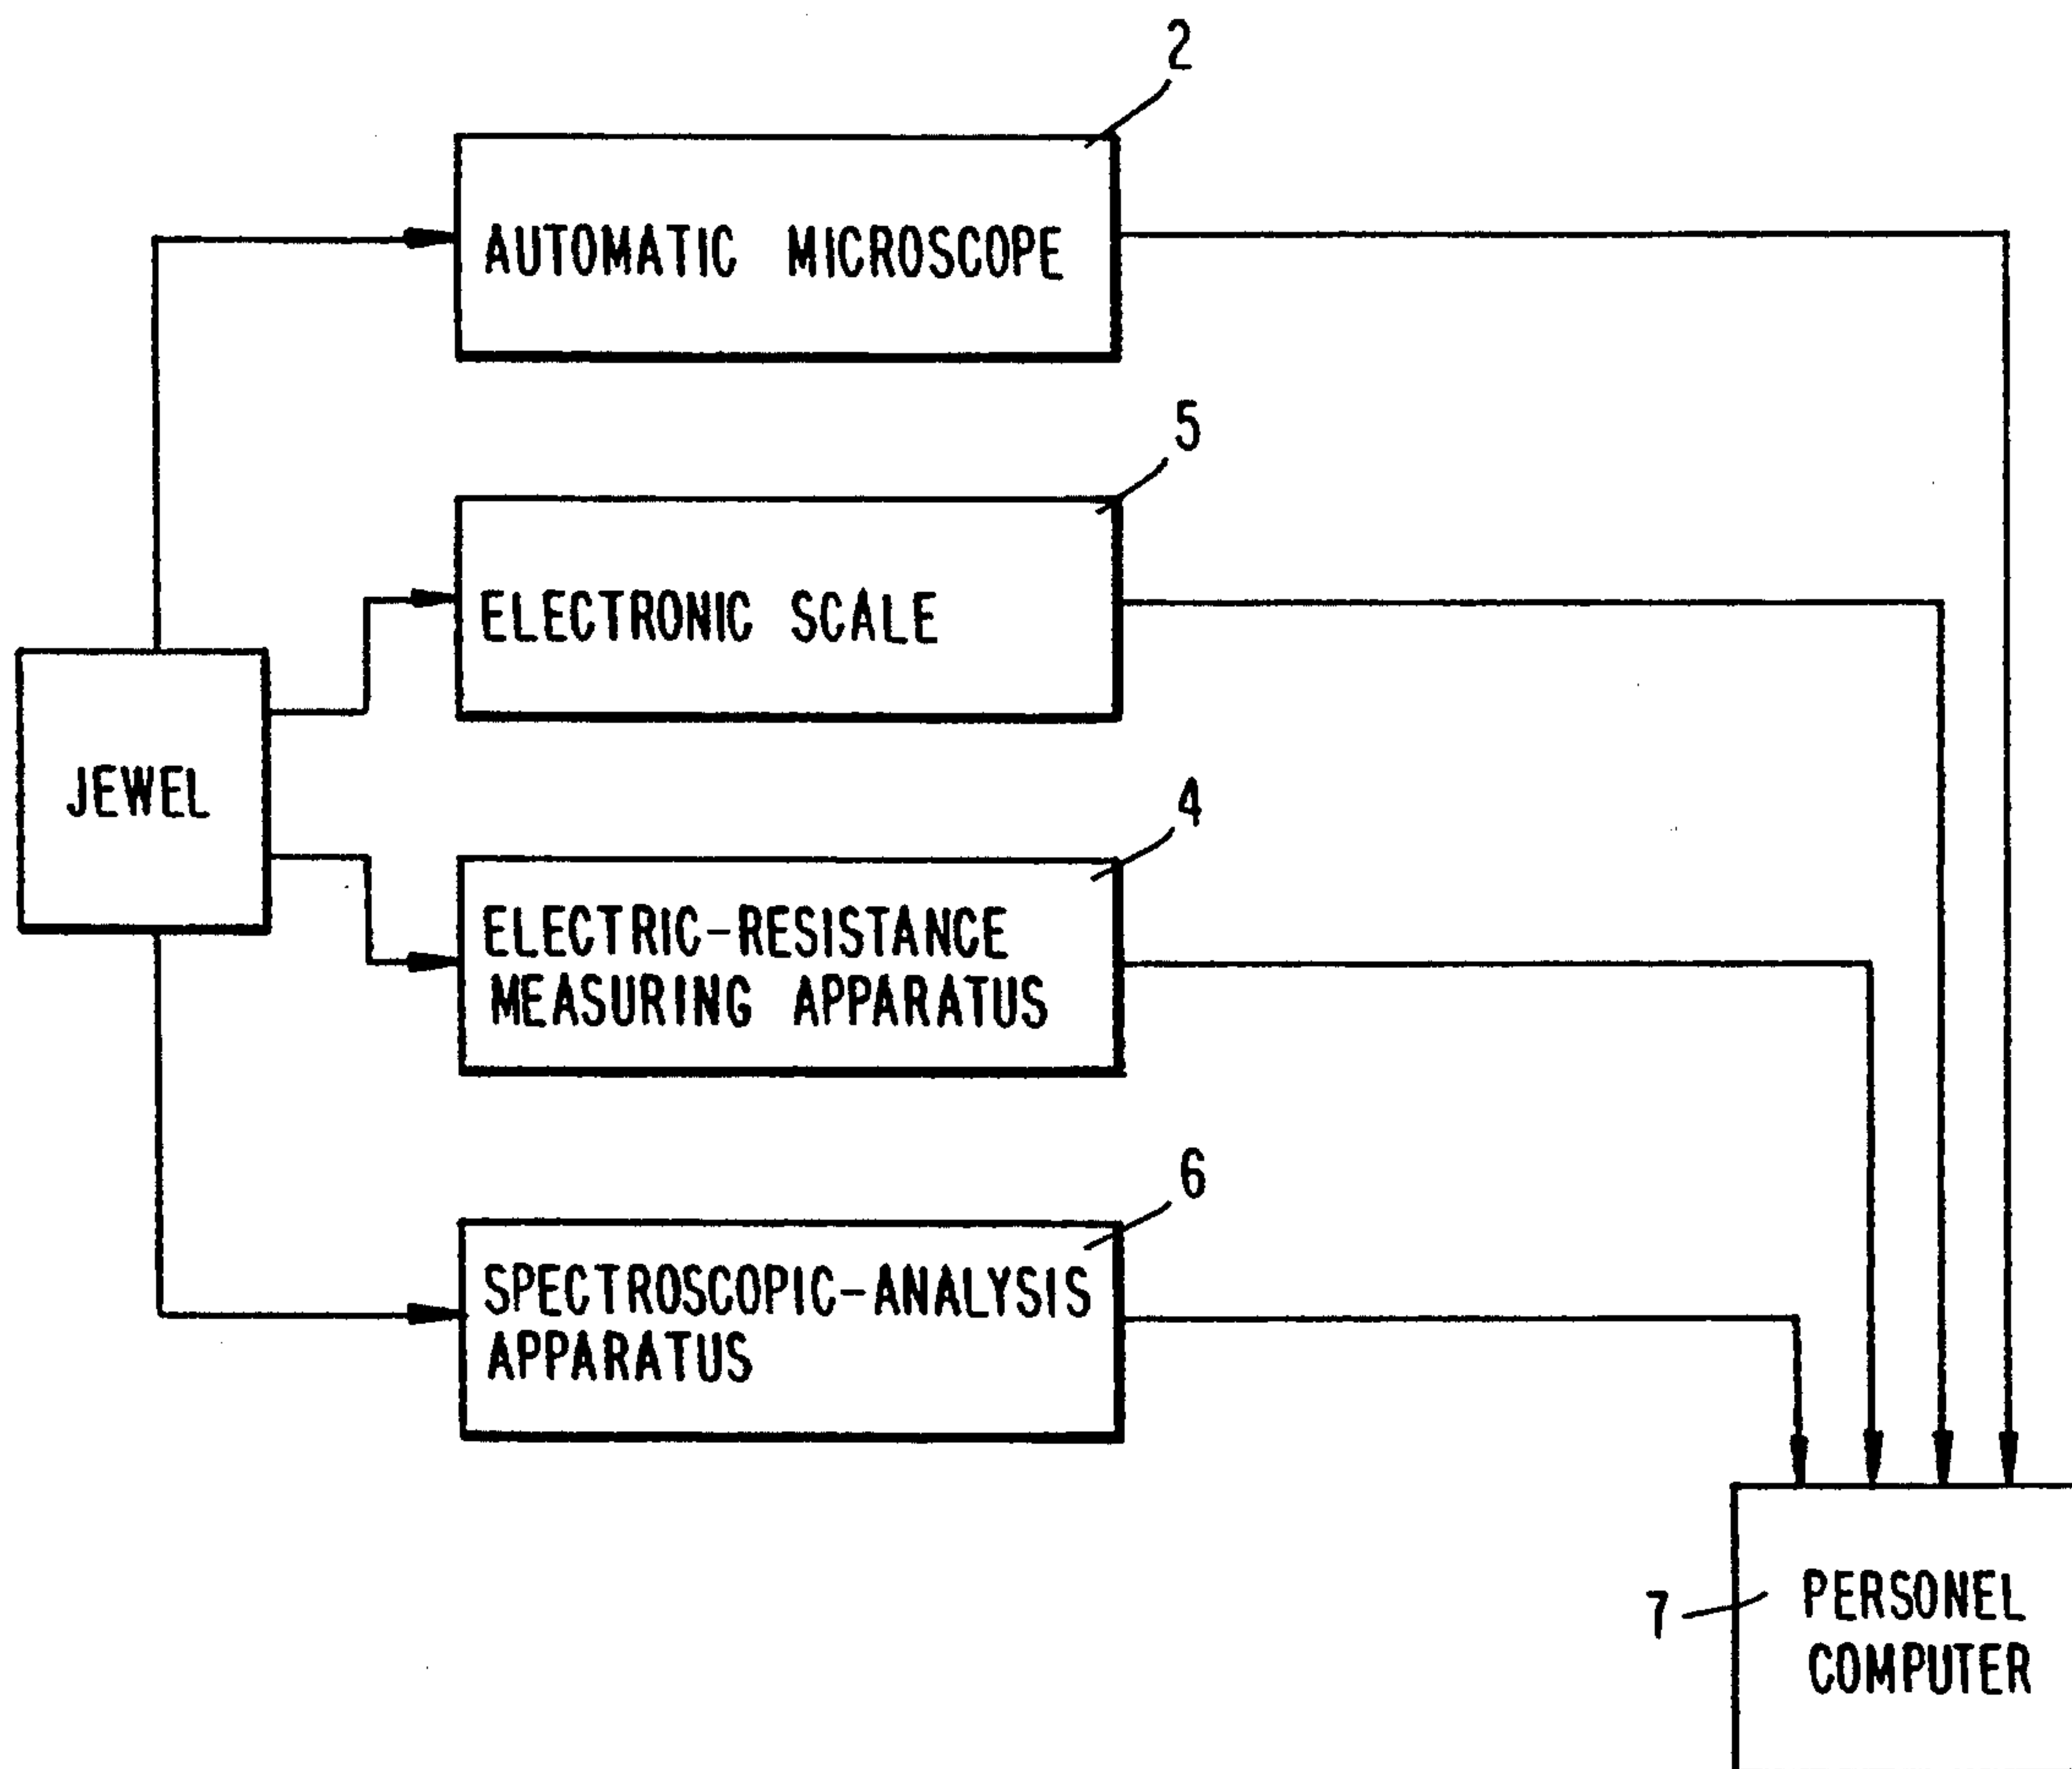 2
AUTOMATIC MICROSCOPE
5
ELECTRONIC SCALE
JEWEL
4
ELECTRIC-RESISTANCE
MEASURING APPARATUS
6
SPECTROSCOPIC-ANALYSIS
APPARATUS
7
PERSONEL
COMPUTER